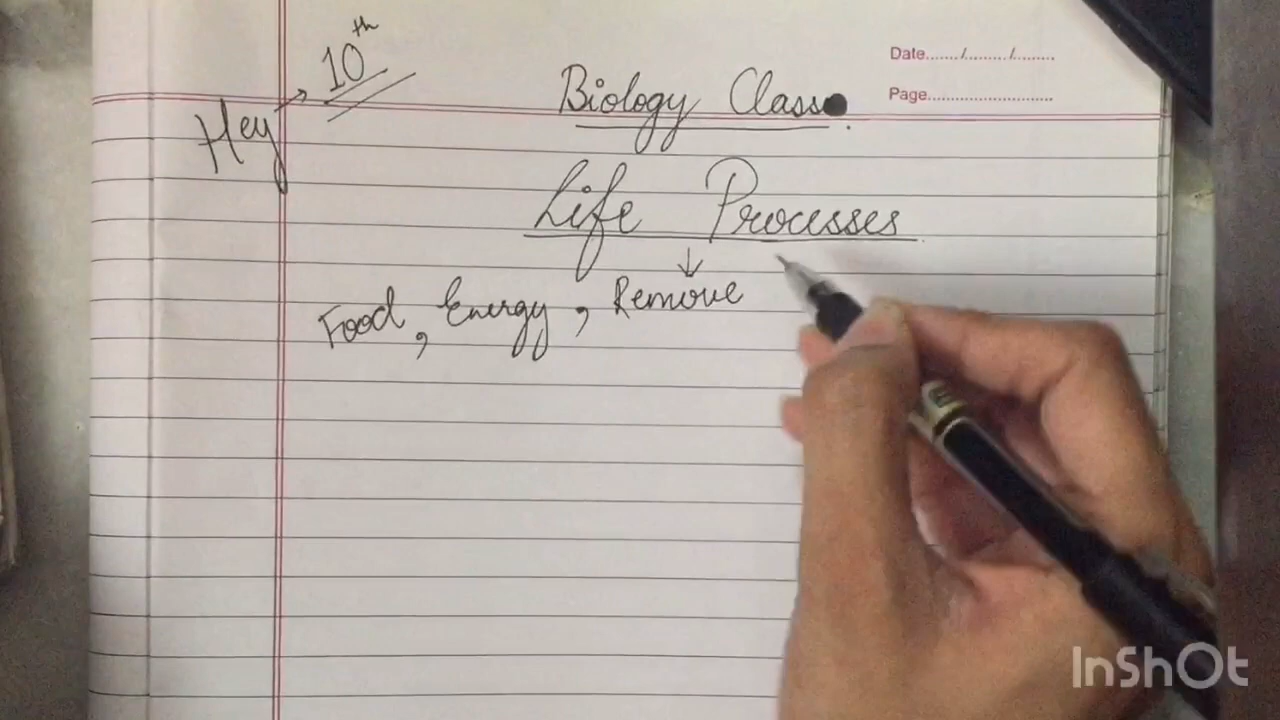 10th
Hey
Biology Class
Date....../........./.........
Page.............................
Life Processes
↓
Food, Energy, Remove
InShOt